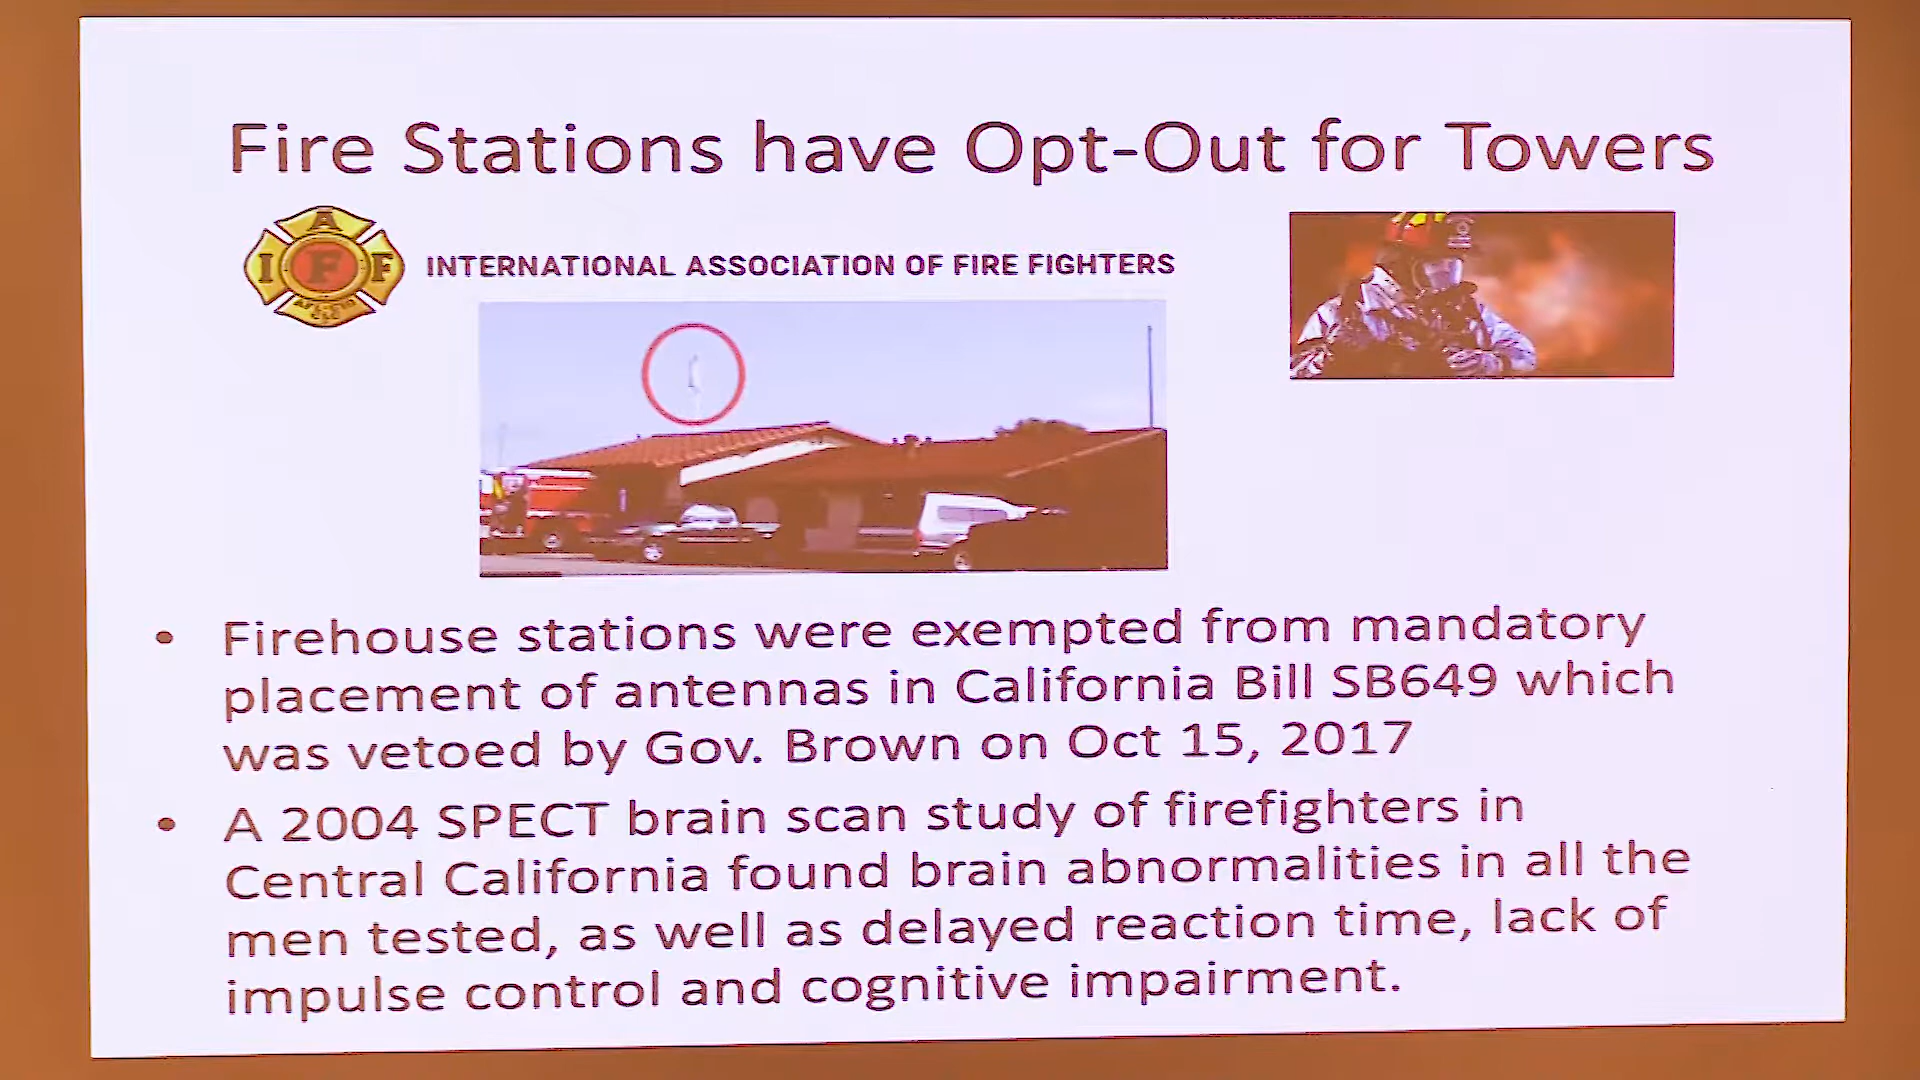 Fire Stations have Opt-Out for Towers
I A F F
INTERNATIONAL ASSOCIATION OF FIRE FIGHTERS
• Firehouse stations were exempted from mandatory
placement of antennas in California Bill SB649 which
was vetoed by Gov. Brown on Oct 15, 2017
• A 2004 SPECT brain scan study of firefighters in
Central California found brain abnormalities in all the
men tested, as well as delayed reaction time, lack of
impulse control and cognitive impairment.